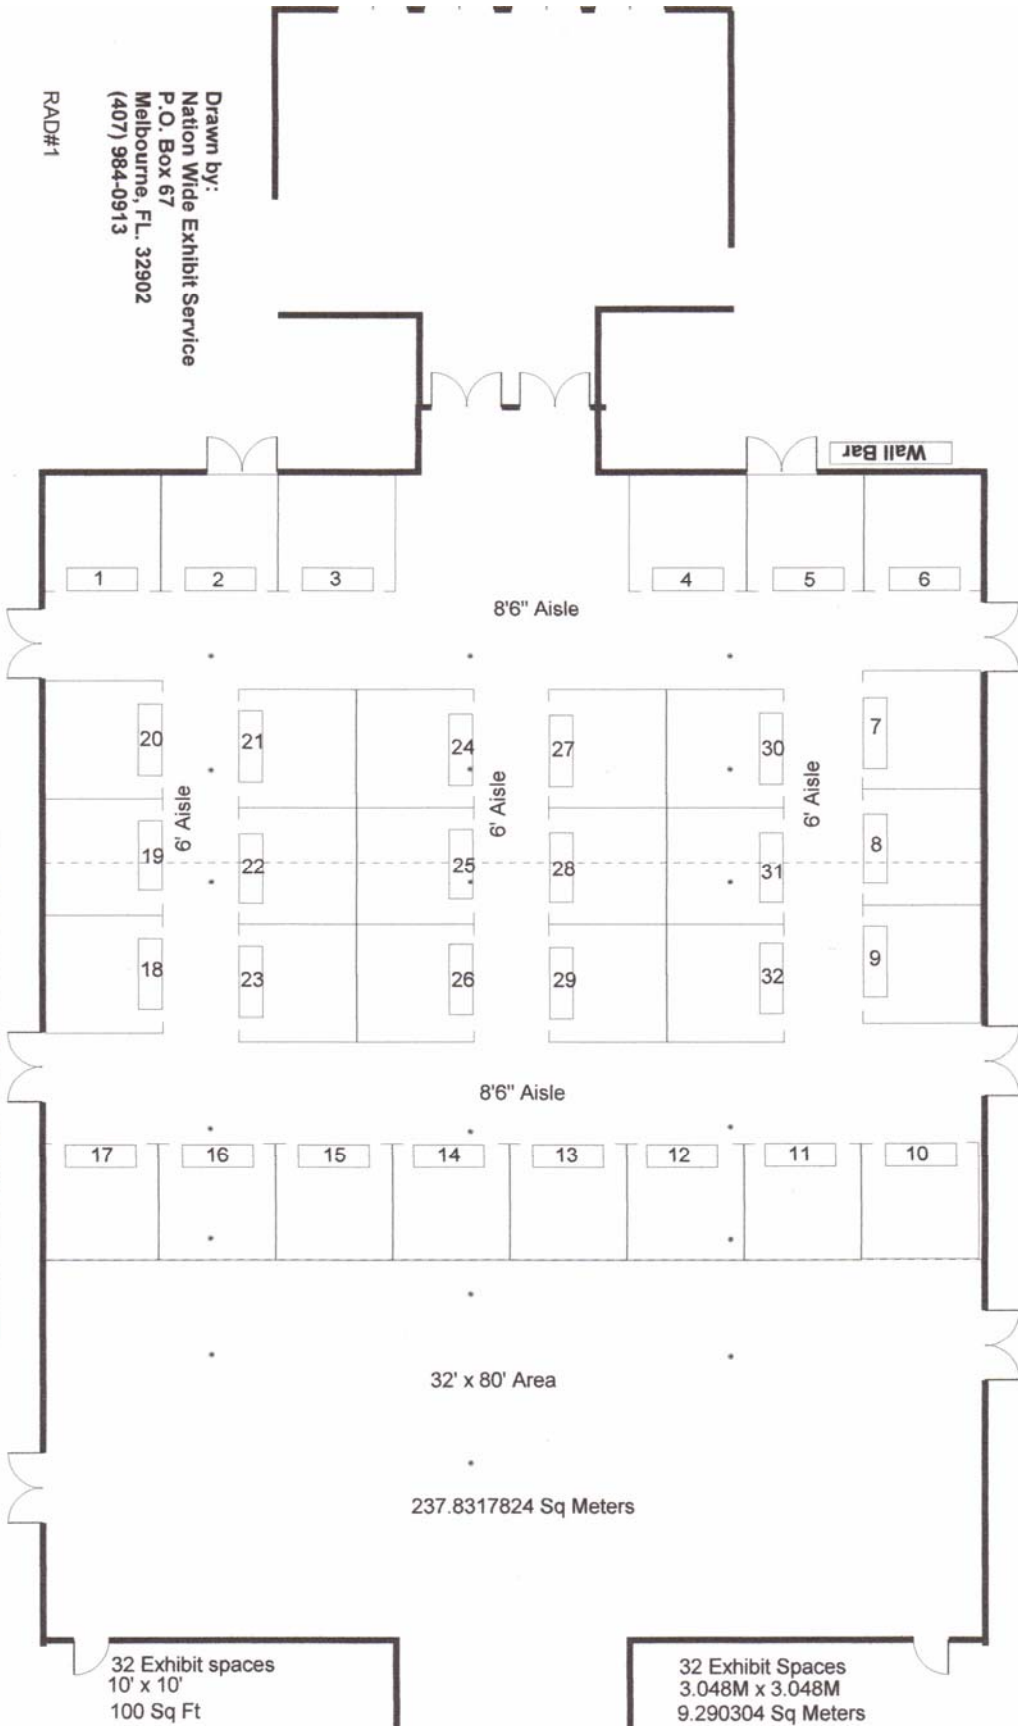 Drawn by:
Nation Wide Exhibit Service
P.O. Box 67
Melbourne, FL. 32902
(407) 984-0913
RAD#1
Wall Bar
1
2
3
4
5
6
8'6" Aisle
20
21
24
27
30
7
9' Aisle
9' Aisle
9' Aisle
19
22
25
28
31
8
18
23
26
29
32
9
8'6" Aisle
17
16
15
14
13
12
11
10
32' x 80' Area
237.8317824 Sq Meters
32 Exhibit spaces
10' x 10'
100 Sq Ft
32 Exhibit Spaces
3.048M x 3.048M
9.290304 Sq Meters